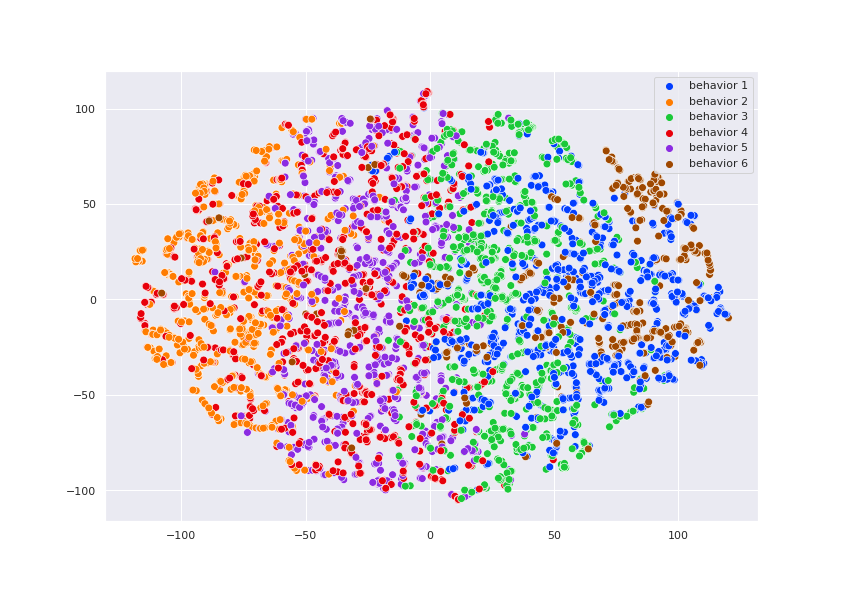 behavior 1
behavior 2
behavior 3
behavior 4
behavior 5
behavior 6
100
50
0
−50
−100
−100 −50 0 50 100